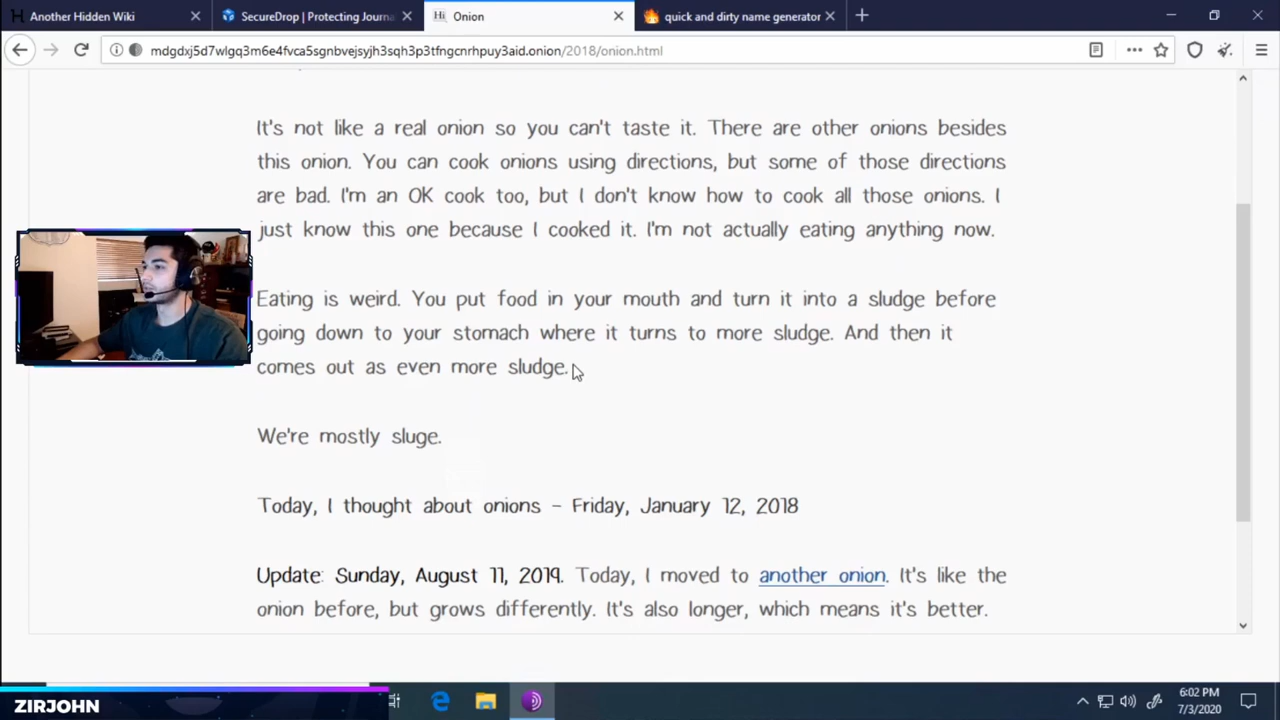 Another Hidden Wiki
SecureDrop | Protecting Journa
Hi Onion
quick and dirty name generator
mdgdxj5d7wlgq3m6e4fvca5sgnbvejsyjh3sqh3p3tfngcnrhpuy3aid.onion/2018/onion.html
It's not like a real onion so you can't taste it. There are other onions besides
this onion. You can cook onions using directions, but some of those directions
are bad. I'm an OK cook too, but I don't know how to cook all those onions. I
just know this one because I cooked it. I'm not actually eating anything now.
Eating is weird. You put food in your mouth and turn it into a sludge before
going down to your stomach where it turns to more sludge. And then it
comes out as even more sludge.
We're mostly sluge.
Today, I thought about onions - Friday, January 12, 2018
Update: Sunday, August 11, 2019. Today, I moved to another onion. It's like the
onion before, but grows differently. It's also longer, which means it's better.
ZIRJOHN
6:02 PM
7/3/2020